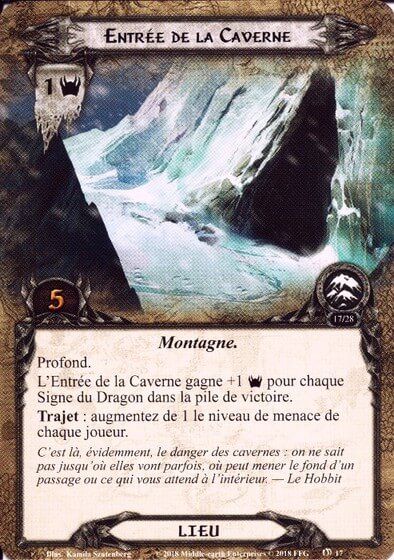 Entrée de la Caverne
1
5
17/28
Montagne.
Profond.
L'Entrée de la Caverne gagne +1 pour chaque
Signe du Dragon dans la pile de victoire.
Trajet : augmentez de 1 le niveau de menace de
chaque joueur.
C'est là, évidemment, le danger des cavernes : on ne sait
pas jusqu'où elles vont parfois, où peut mener le fond d'un
passage ou ce qui vous attend à l'intérieur. — Le Hobbit
LIEU
Illus. Kamila Szutenberg © 2018 Middle-earth Enterprises © 2018 FFG 17